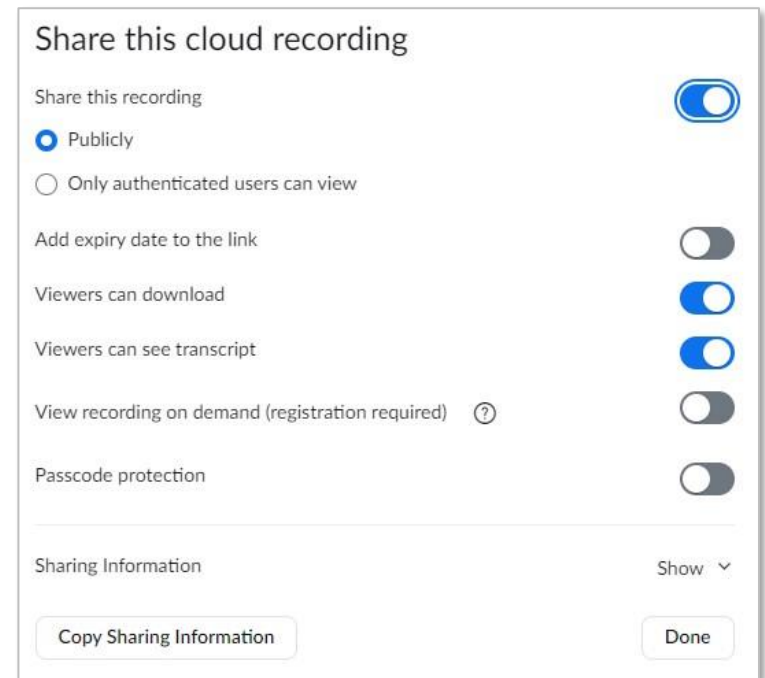 Share this cloud recording
Share this recording
Publicly
Only authenticated users can view
Add expiry date to the link
Viewers can download
Viewers can see transcript
View recording on demand (registration required) ?
Passcode protection
Sharing Information Show
Copy Sharing Information Done